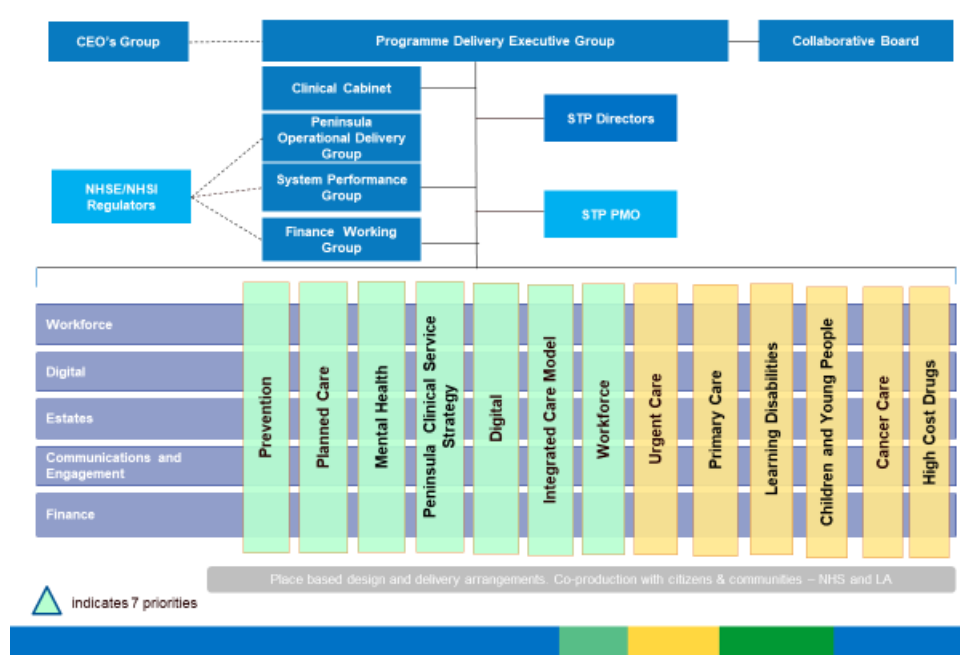 CEO's Group
Programme Delivery Executive Group
Collaborative Board
Clinical Cabinet
Peninsula
Operational Delivery
Group
STP Directors
NHSE/NHSI
Regulators
System Performance
Group
STP PMO
Finance Working
Group
Workforce
Digital
Estates
Communications and
Engagement
Finance
Prevention
Planned Care
Mental Health
Peninsula Clinical Service
Strategy
Digital
Integrated Care Model
Workforce
Urgent Care
Primary Care
Learning Disabilities
Children and Young People
Cancer Care
High Cost Drugs
Place based design and delivery arrangements. Co-production with citizens & communities – NHS and LA
indicates 7 priorities